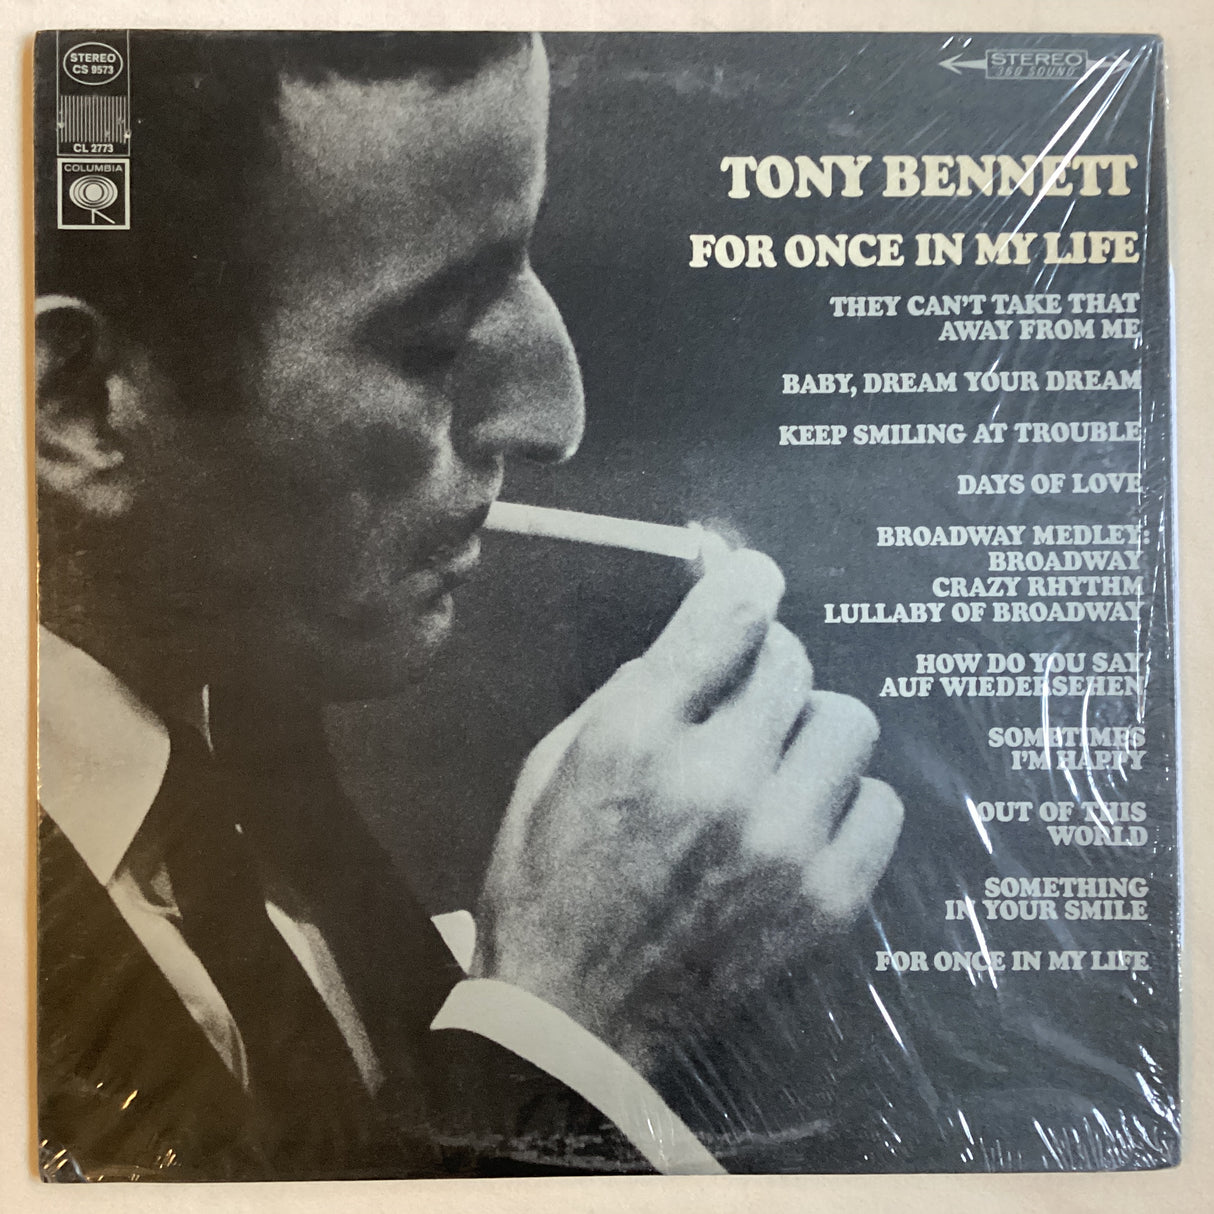 STEREO
CS 9573
CL 2773
COLUMBIA
STEREO
360 SOUND
TONY BENNETT
FOR ONCE IN MY LIFE
THEY CAN'T TAKE THAT
AWAY FROM ME
BABY, DREAM YOUR DREAM
KEEP SMILING AT TROUBLE
DAYS OF LOVE
BROADWAY MEDLEY:
BROADWAY
CRAZY RHYTHM
LULLABY OF BROADWAY
HOW DO YOU SAY
AUF WIEDERSEHEN
SOMETIMES
I'M HAPPY
OUT OF THIS
WORLD
SOMETHING
IN YOUR SMILE
FOR ONCE IN MY LIFE